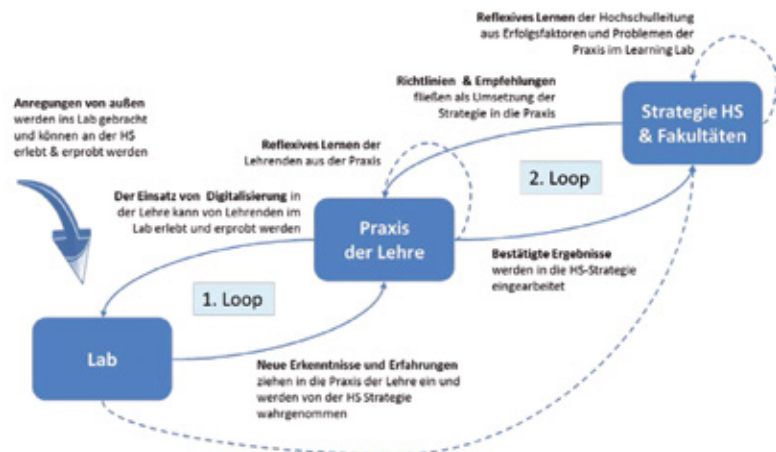 Reflexives Lernen der Hochschulleitung
aus Erfolgsfaktoren und Problemen der
Praxis im Learning Lab
Richtlinien & Empfehlungen
fließen als Umsetzung der
Strategie in die Praxis
Strategie HS
& Fakultäten
Anregungen von außen
werden ins Lab gebracht
und können an der HS
erlebt & erprobt werden
Reflexives Lernen der
Lehrenden aus der Praxis
2. Loop
Der Einsatz von Digitalisierung in
der Lehre kann von Lehrenden im
Lab erlebt und erprobt werden
Praxis
der Lehre
Bestätigte Ergebnisse
werden in die HS-Strategie
eingearbeitet
1. Loop
Lab
Neue Erkenntnisse und Erfahrungen
ziehen in die Praxis der Lehre ein und
werden von der HS Strategie
wahrgenommen